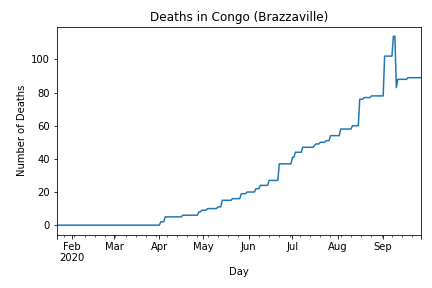 Deaths in Congo (Brazzaville)
100
80
60
40
20
0
Number of Deaths
Feb Mar Apr May Jun Jul Aug Sep
2020
Day